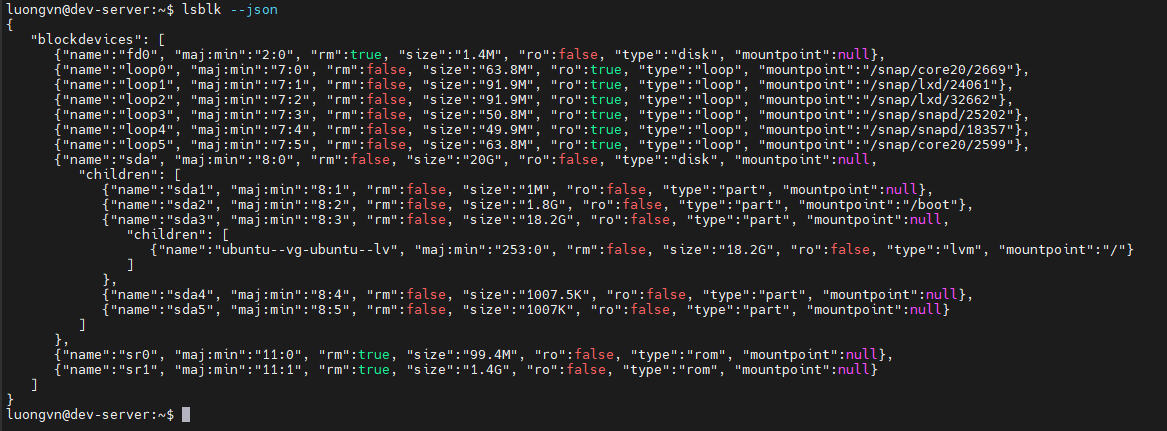 luongvn@dev-server:~$ lsblk --json
{
   "blockdevices": [
      {"name":"fd0", "maj:min":"2:0", "rm":true, "size":"1.4M", "ro":false, "type":"disk", "mountpoint":null},
      {"name":"loop0", "maj:min":"7:0", "rm":false, "size":"63.8M", "ro":true, "type":"loop", "mountpoint":"/snap/core20/2669"},
      {"name":"loop1", "maj:min":"7:1", "rm":false, "size":"91.9M", "ro":true, "type":"loop", "mountpoint":"/snap/lxd/24061"},
      {"name":"loop2", "maj:min":"7:2", "rm":false, "size":"91.9M", "ro":true, "type":"loop", "mountpoint":"/snap/lxd/32662"},
      {"name":"loop3", "maj:min":"7:3", "rm":false, "size":"50.8M", "ro":true, "type":"loop", "mountpoint":"/snap/snapd/25202"},
      {"name":"loop4", "maj:min":"7:4", "rm":false, "size":"49.9M", "ro":true, "type":"loop", "mountpoint":"/snap/snapd/18357"},
      {"name":"loop5", "maj:min":"7:5", "rm":false, "size":"63.8M", "ro":true, "type":"loop", "mountpoint":"/snap/core20/2599"},
      {"name":"sda", "maj:min":"8:0", "rm":false, "size":"20G", "ro":false, "type":"disk", "mountpoint":null,
         "children": [
            {"name":"sda1", "maj:min":"8:1", "rm":false, "size":"1M", "ro":false, "type":"part", "mountpoint":null},
            {"name":"sda2", "maj:min":"8:2", "rm":false, "size":"1.8G", "ro":false, "type":"part", "mountpoint":"/boot"},
            {"name":"sda3", "maj:min":"8:3", "rm":false, "size":"18.2G", "ro":false, "type":"part", "mountpoint":null,
               "children": [
                  {"name":"ubuntu--vg-ubuntu--lv", "maj:min":"253:0", "rm":false, "size":"18.2G", "ro":false, "type":"lvm", "mountpoint":"/"}
               ]
            },
            {"name":"sda4", "maj:min":"8:4", "rm":false, "size":"1007.5K", "ro":false, "type":"part", "mountpoint":null},
            {"name":"sda5", "maj:min":"8:5", "rm":false, "size":"1007K", "ro":false, "type":"part", "mountpoint":null}
         ]
      },
      {"name":"sr0", "maj:min":"11:0", "rm":true, "size":"99.4M", "ro":false, "type":"rom", "mountpoint":null},
      {"name":"sr1", "maj:min":"11:1", "rm":true, "size":"1.4G", "ro":false, "type":"rom", "mountpoint":null}
   ]
}
luongvn@dev-server:~$